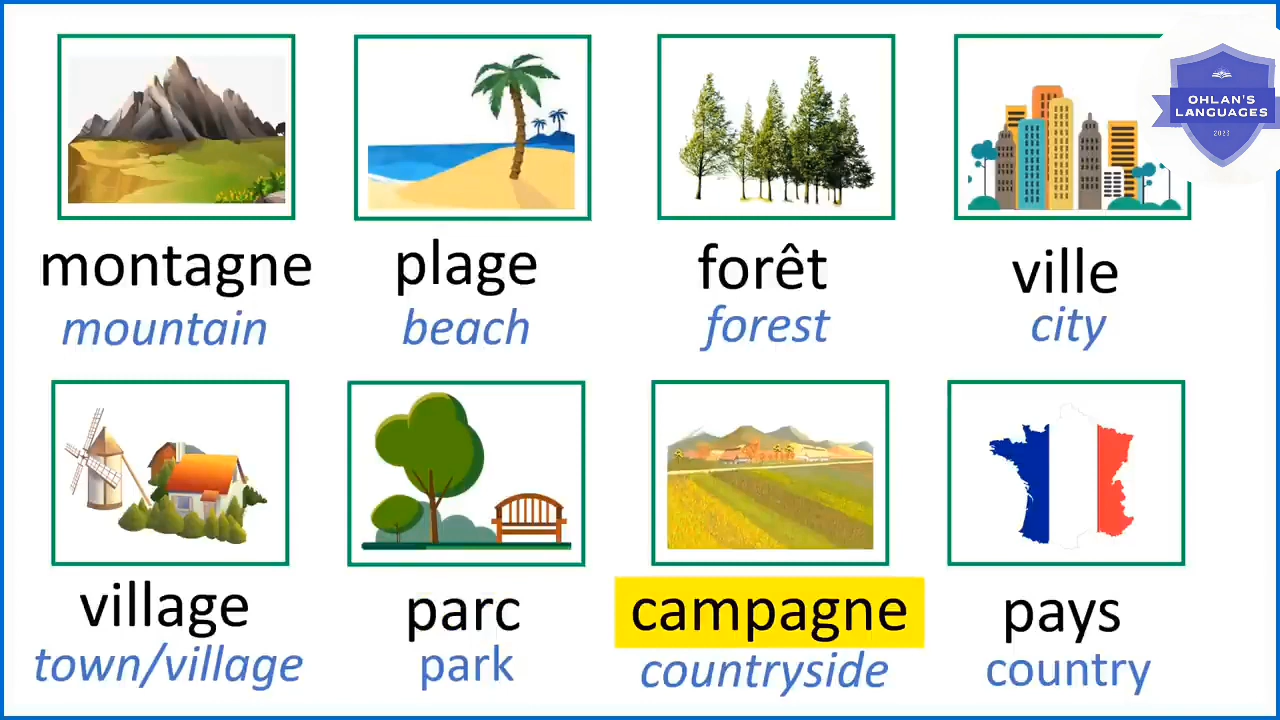 OHLAN'S
LANGUAGES
2023
montagne
plage
forêt
ville
mountain
beach
forest
city
village
parc
campagne
pays
town/village
park
countryside
country